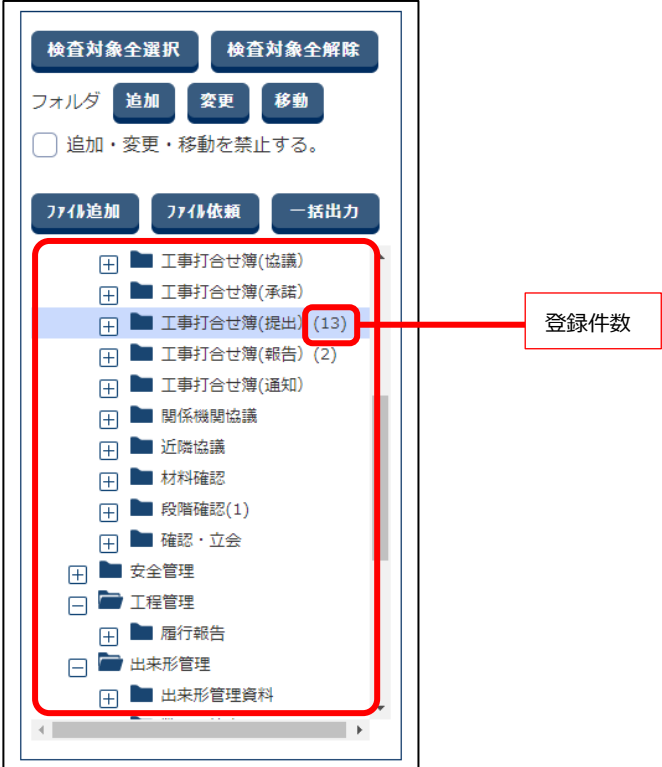 検査対象全選択 検査対象全解除
フォルダ 追加 変更 移動
追加・変更・移動を禁止する。
ﾌｧｲﾙ追加 ﾌｧｲﾙ依頼 一括出力
工事打合せ簿(協議)
工事打合せ簿(承諾)
工事打合せ簿(提出)(13)
登録件数
工事打合せ簿(報告)(2)
工事打合せ簿(通知)
関係機関協議
近隣協議
材料確認
段階確認(1)
確認・立会
安全管理
工程管理
履行報告
出来形管理
出来形管理資料